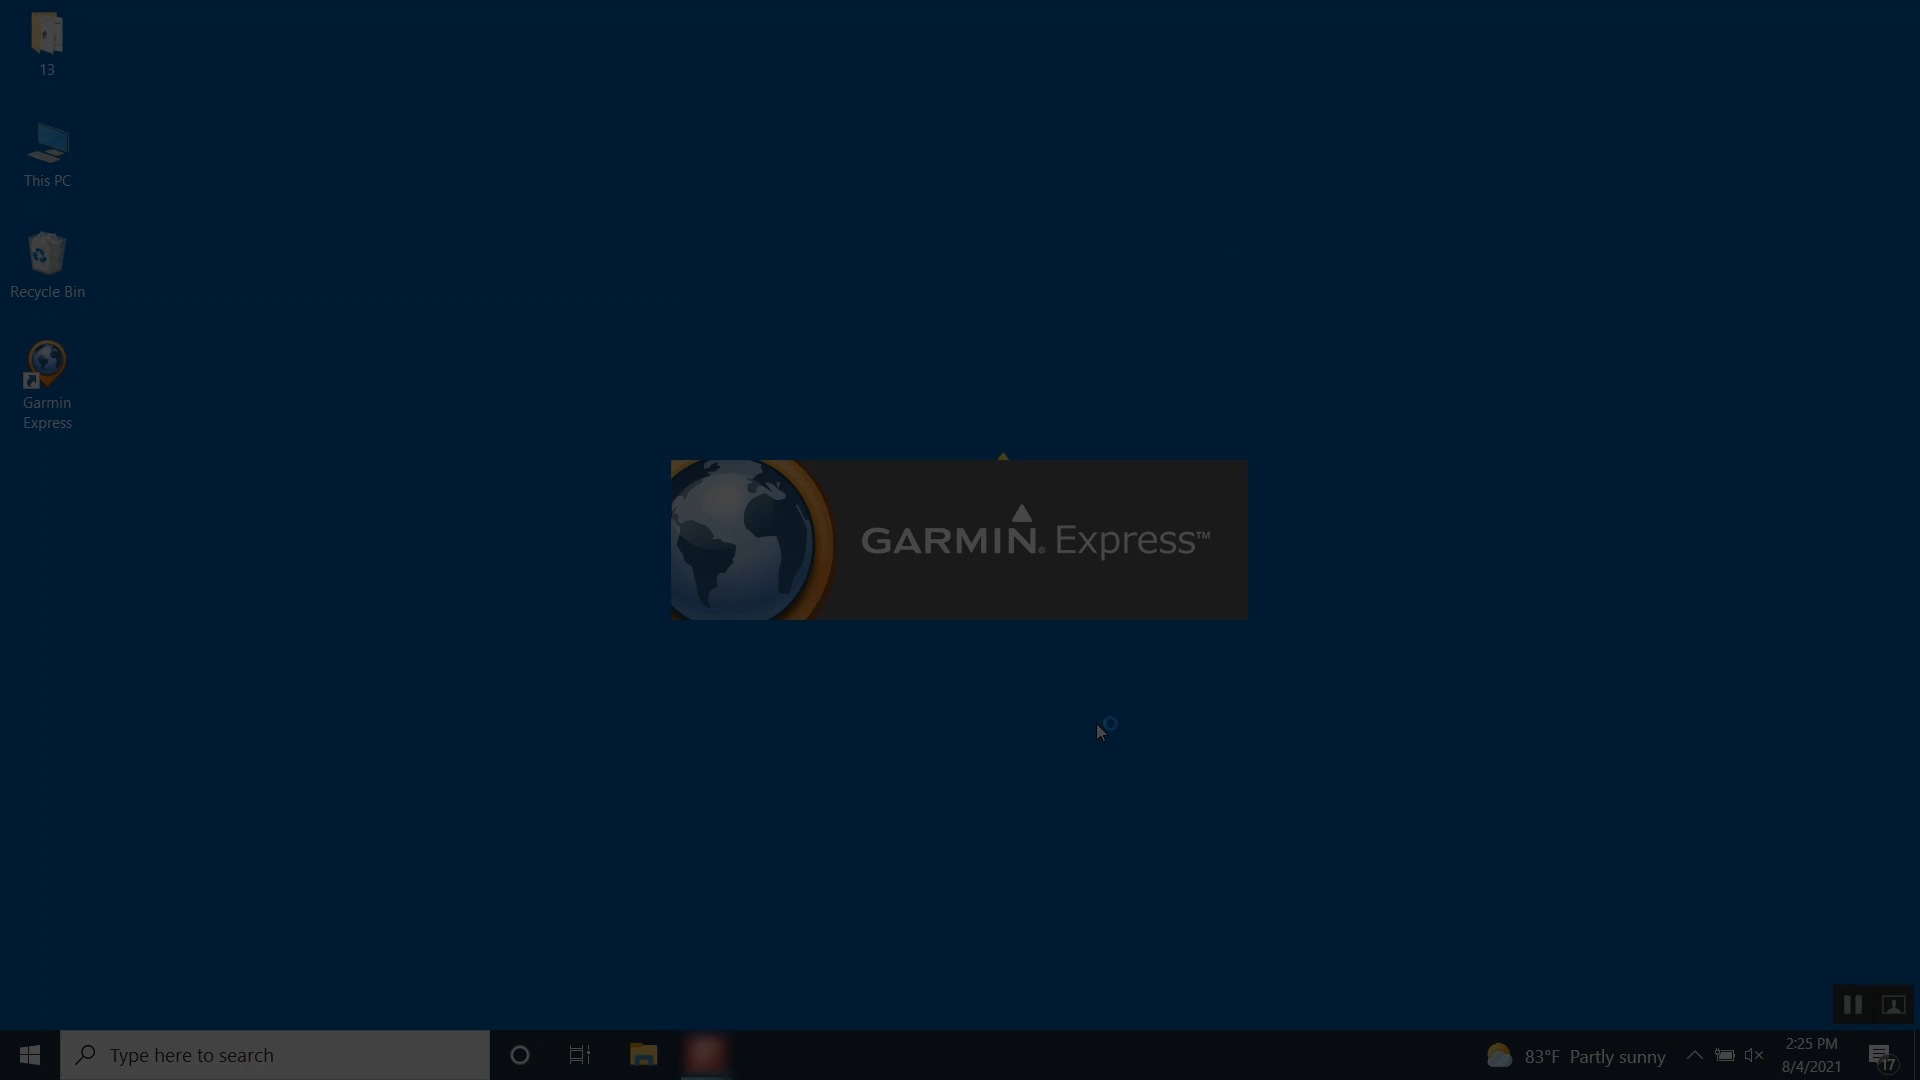 13
This PC
Recycle Bin
Garmin
Express
GARMIN® Express™
Type here to search
83°F Partly sunny
2:25 PM
8/4/2021
17